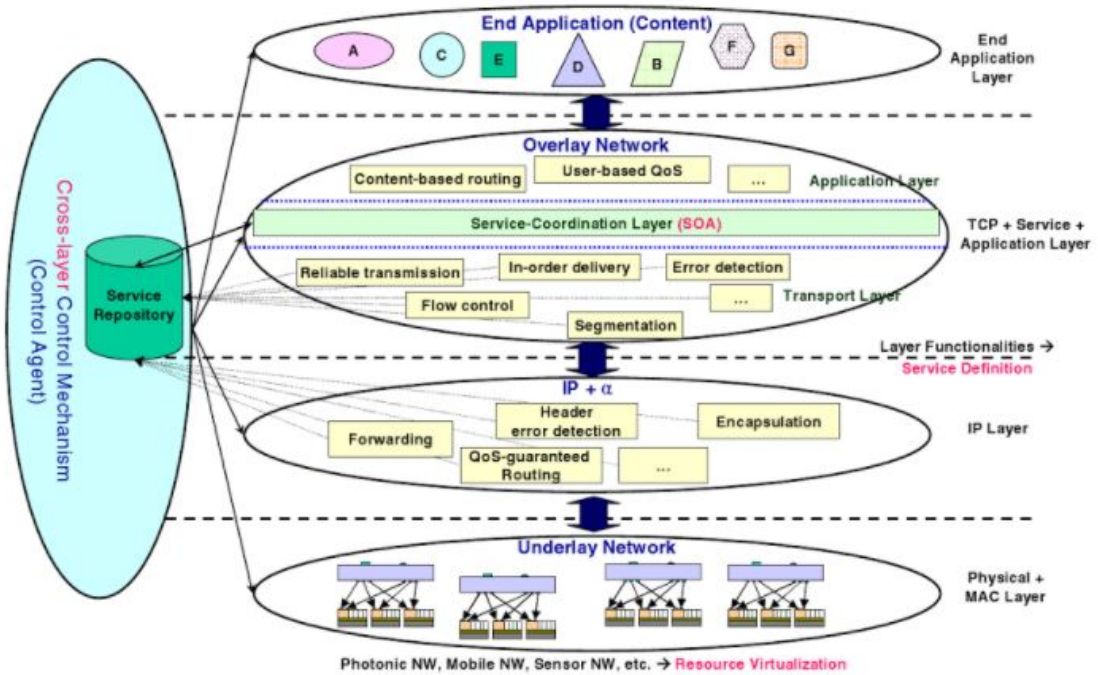 End Application (Content)
A
C
E
D
B
F
G
End
Application
Layer
Overlay Network
Content-based routing
User-based QoS
...
Application Layer
Service-Coordination Layer (SOA)
TCP + Service +
Application Layer
Reliable transmission
In-order delivery
Error detection
Flow control
...
Transport Layer
Segmentation
Cross-layer Control Mechanism
(Control Agent)
Service
Repository
Layer Functionalities →
Service Definition
IP + α
Forwarding
Header
error detection
Encapsulation
QoS-guaranteed
Routing
...
IP Layer
Underlay Network
Physical +
MAC Layer
Photonic NW, Mobile NW, Sensor NW, etc. → Resource Virtualization